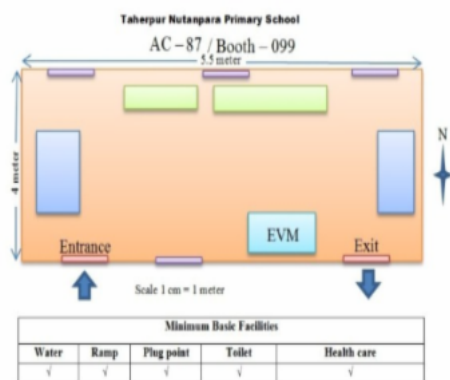 Taherpur Nutanpara Primary School
AC – 87 / Booth – 099
5.5 meter
4 meter
N
EVM
Entrance
Exit
Scale 1 cm = 1 meter
Minimum Basic Facilities
Water Ramp Plug point Toilet Health care
√ √ √ √ √